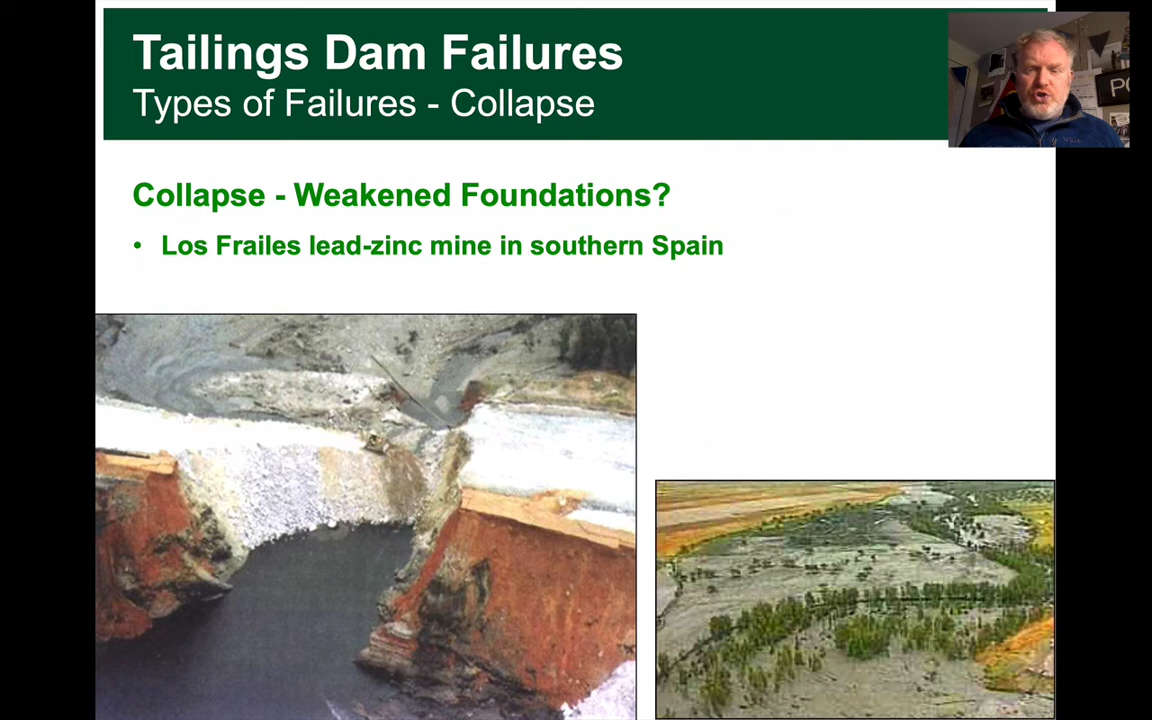 Tailings Dam Failures
Types of Failures - Collapse
Collapse - Weakened Foundations?
• Los Frailes lead-zinc mine in southern Spain